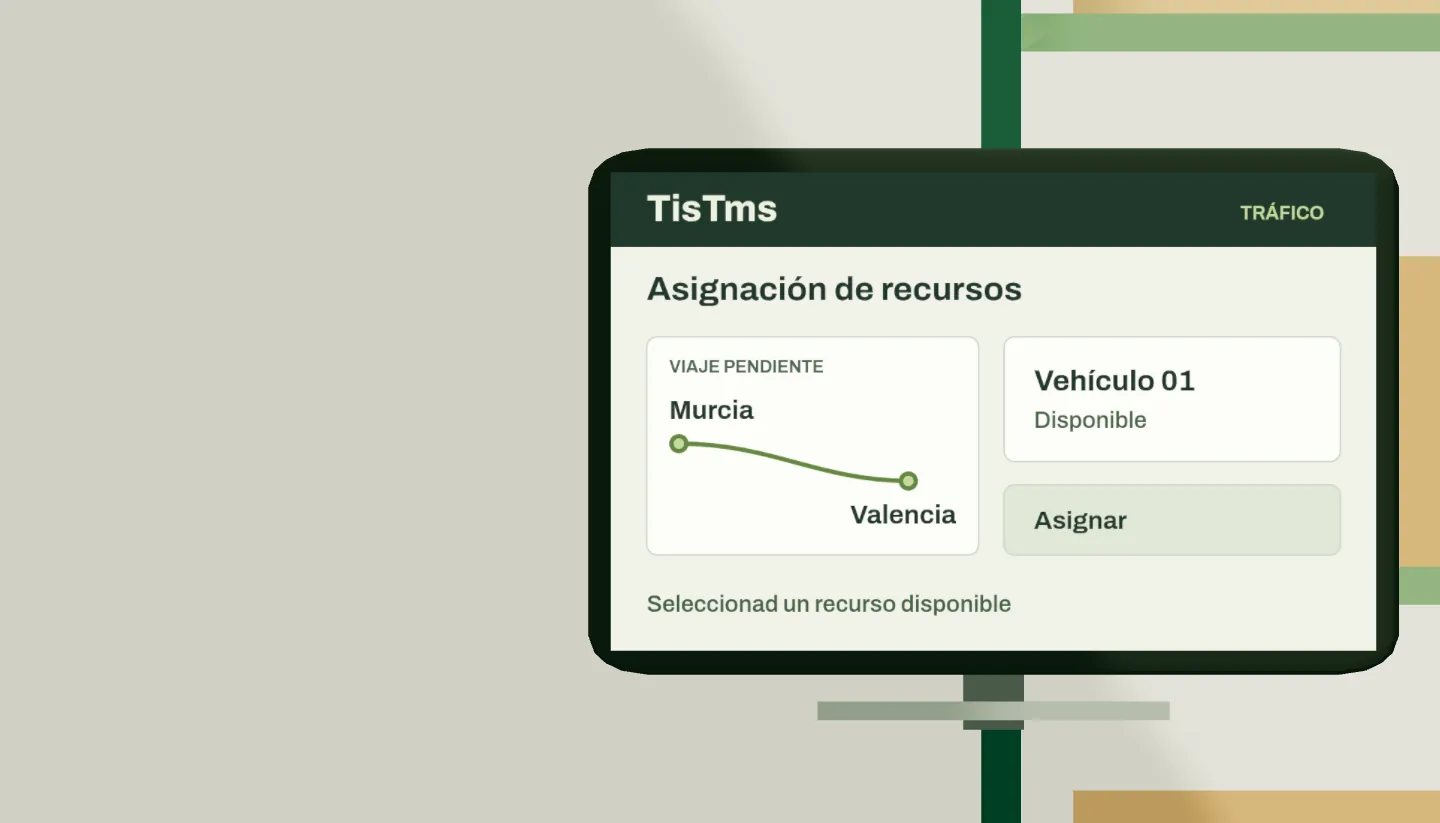 TisTms
TRÁFICO
Asignación de recursos
VIAJE PENDIENTE
Murcia
Valencia
Vehículo 01
Disponible
Asignar
Seleccionad un recurso disponible